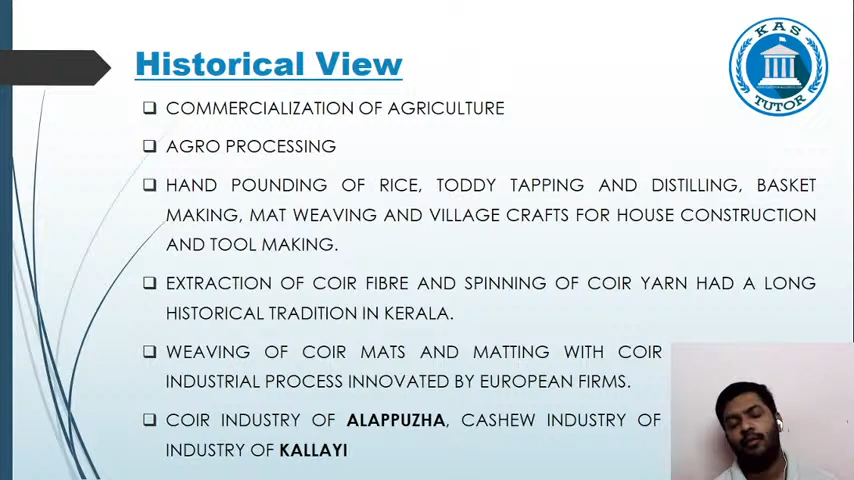 Historical View
KAS
TUTOR
COMMERCIALIZATION OF AGRICULTURE
AGRO PROCESSING
HAND POUNDING OF RICE, TODDY TAPPING AND DISTILLING, BASKET
MAKING, MAT WEAVING AND VILLAGE CRAFTS FOR HOUSE CONSTRUCTION
AND TOOL MAKING.
EXTRACTION OF COIR FIBRE AND SPINNING OF COIR YARN HAD A LONG
HISTORICAL TRADITION IN KERALA.
WEAVING OF COIR MATS AND MATTING WITH COIR
INDUSTRIAL PROCESS INNOVATED BY EUROPEAN FIRMS.
COIR INDUSTRY OF ALAPPUZHA, CASHEW INDUSTRY OF
INDUSTRY OF KALLAYI